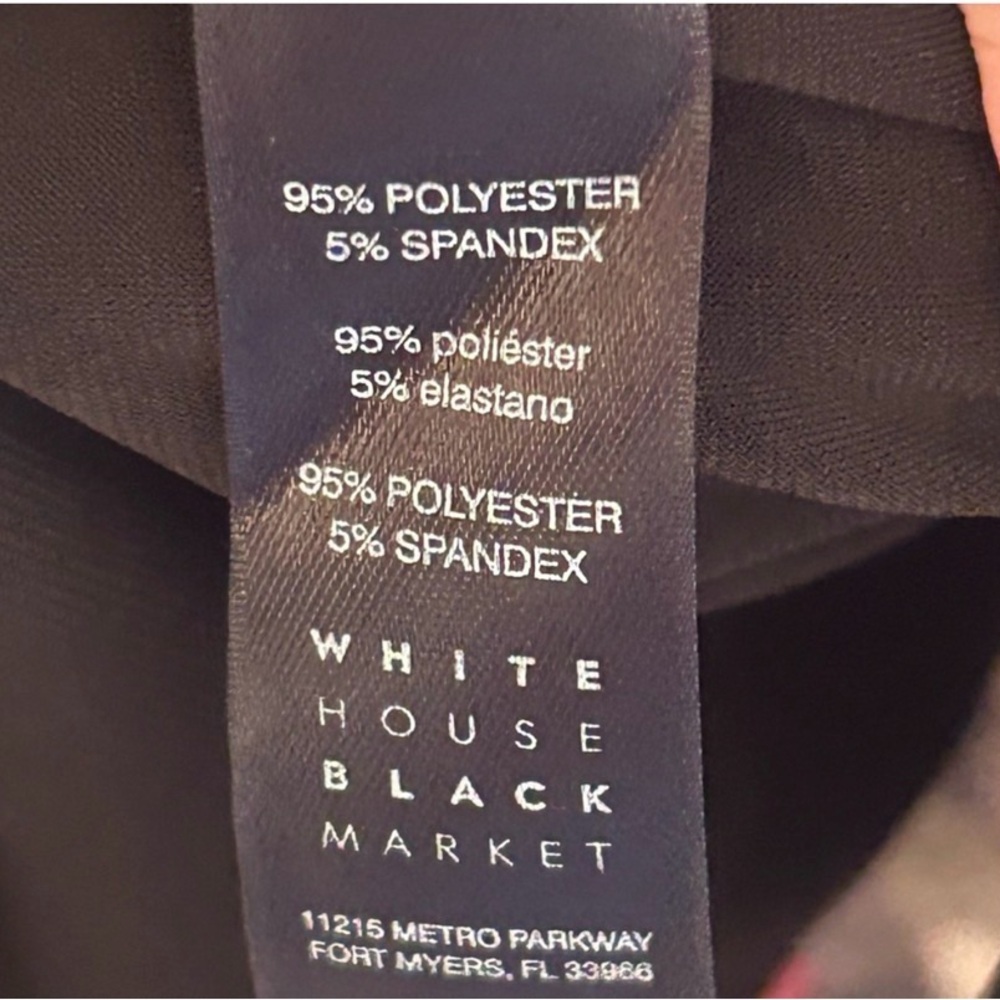 95% POLYESTER
5% SPANDEX
95% poliéster
5% elastano
95% POLYESTER
5% SPANDEX
WHITE
HOUSE
BLACK
MARKET
11215 METRO PARKWAY
FORT MYERS, FL 33966